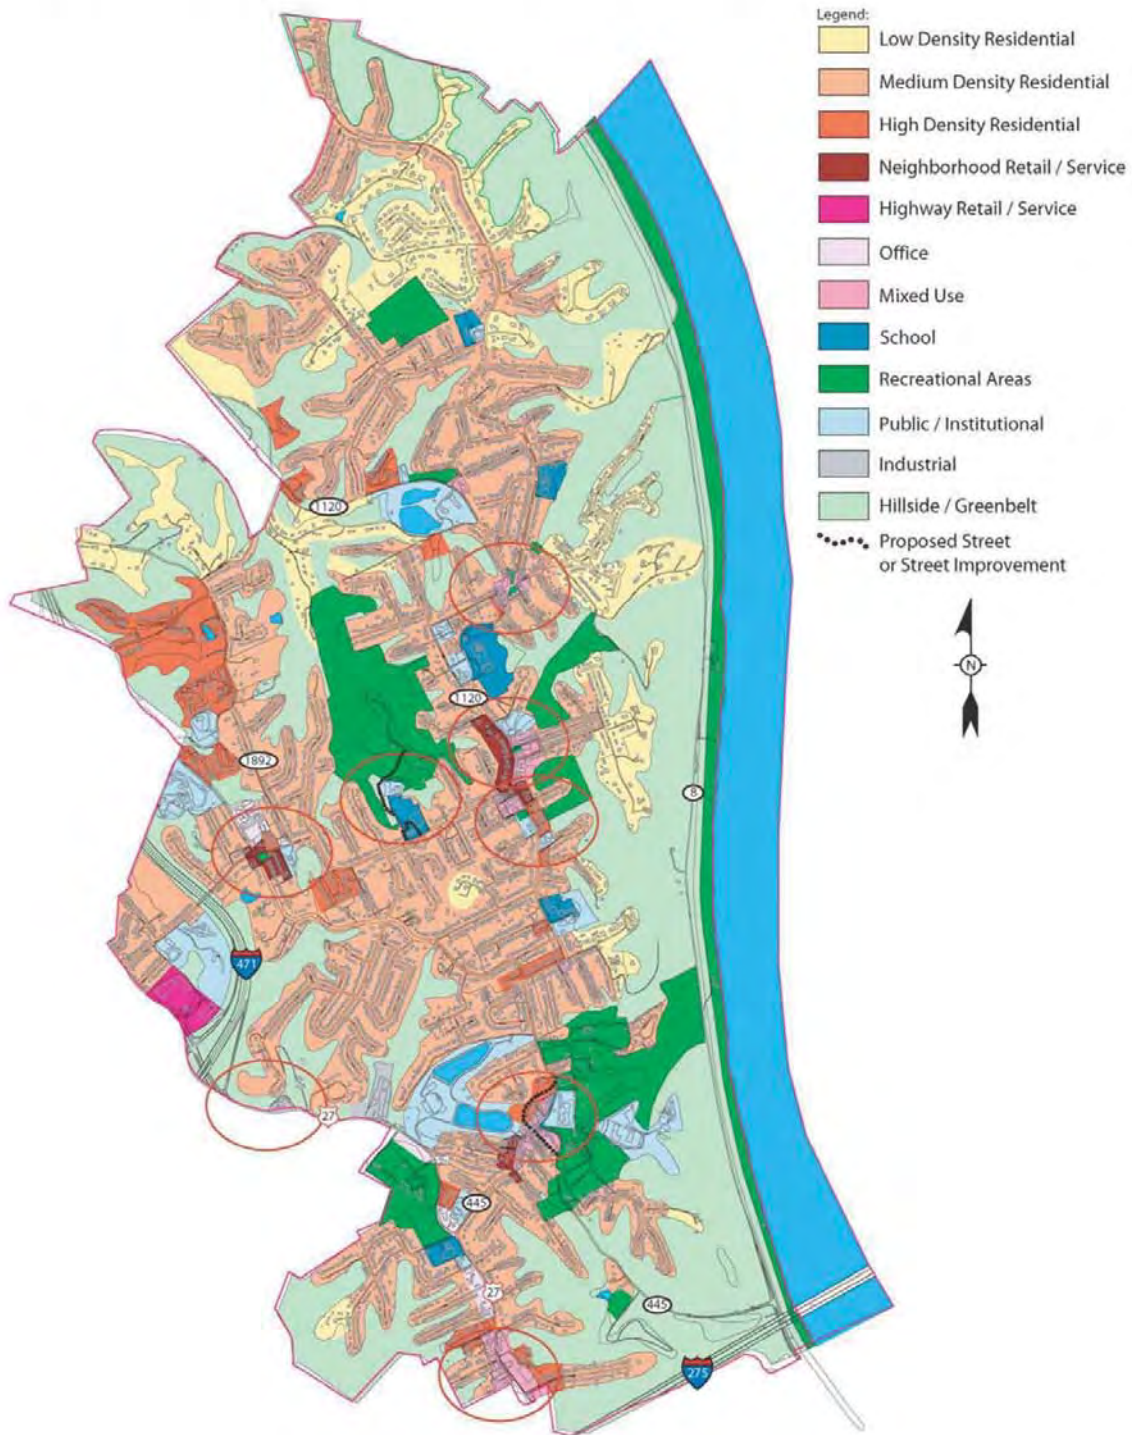 Legend:
Low Density Residential
Medium Density Residential
High Density Residential
Neighborhood Retail / Service
Highway Retail / Service
Office
Mixed Use
School
Recreational Areas
Public / Institutional
Industrial
Hillside / Greenbelt
Proposed Street
or Street Improvement
1120
N
1120
1892
8
471
27
445
27
445
275